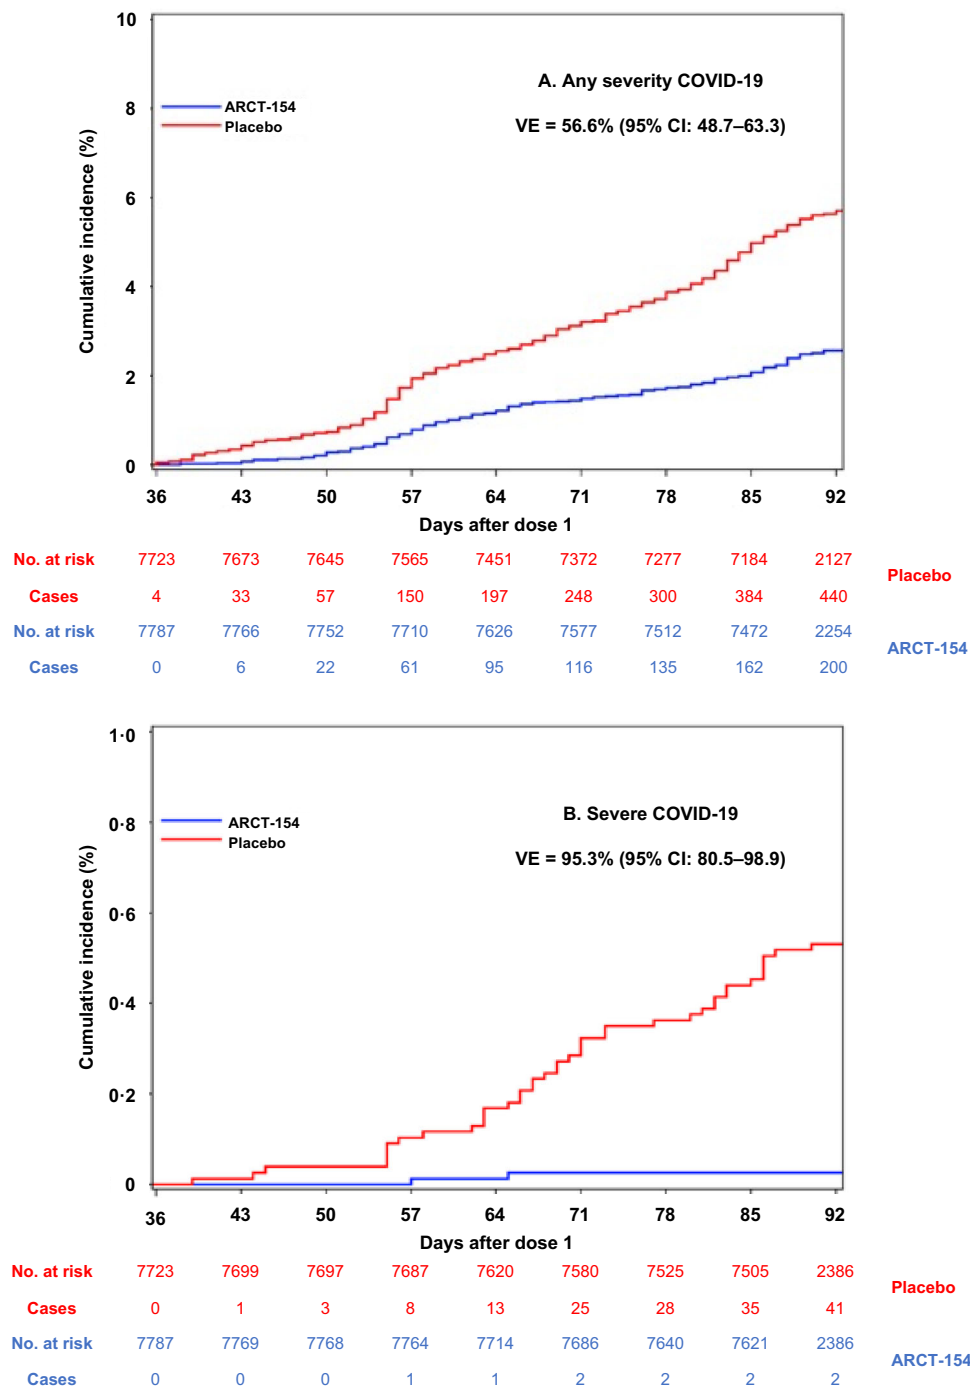 10
8
6
4
2
0
Cumulative incidence (%)
ARCT-154
Placebo
A. Any severity COVID-19
VE = 56.6% (95% CI: 48.7–63.3)
36 43 50 57 64 71 78 85 92
Days after dose 1
No. at risk 7723 7673 7645 7565 7451 7372 7277 7184 2127
Placebo
Cases 4 33 57 150 197 248 300 384 440
No. at risk 7787 7766 7752 7710 7626 7577 7512 7472 2254
ARCT-154
Cases 0 6 22 61 95 116 135 162 200
1·0
0·8
0·6
0·4
0·2
0
Cumulative incidence (%)
ARCT-154
Placebo
B. Severe COVID-19
VE = 95.3% (95% CI: 80.5–98.9)
36 43 50 57 64 71 78 85 92
Days after dose 1
No. at risk 7723 7699 7697 7687 7620 7580 7525 7505 2386
Placebo
Cases 0 1 3 8 13 25 28 35 41
No. at risk 7787 7769 7768 7764 7714 7686 7640 7621 2386
ARCT-154
Cases 0 0 0 1 1 2 2 2 2